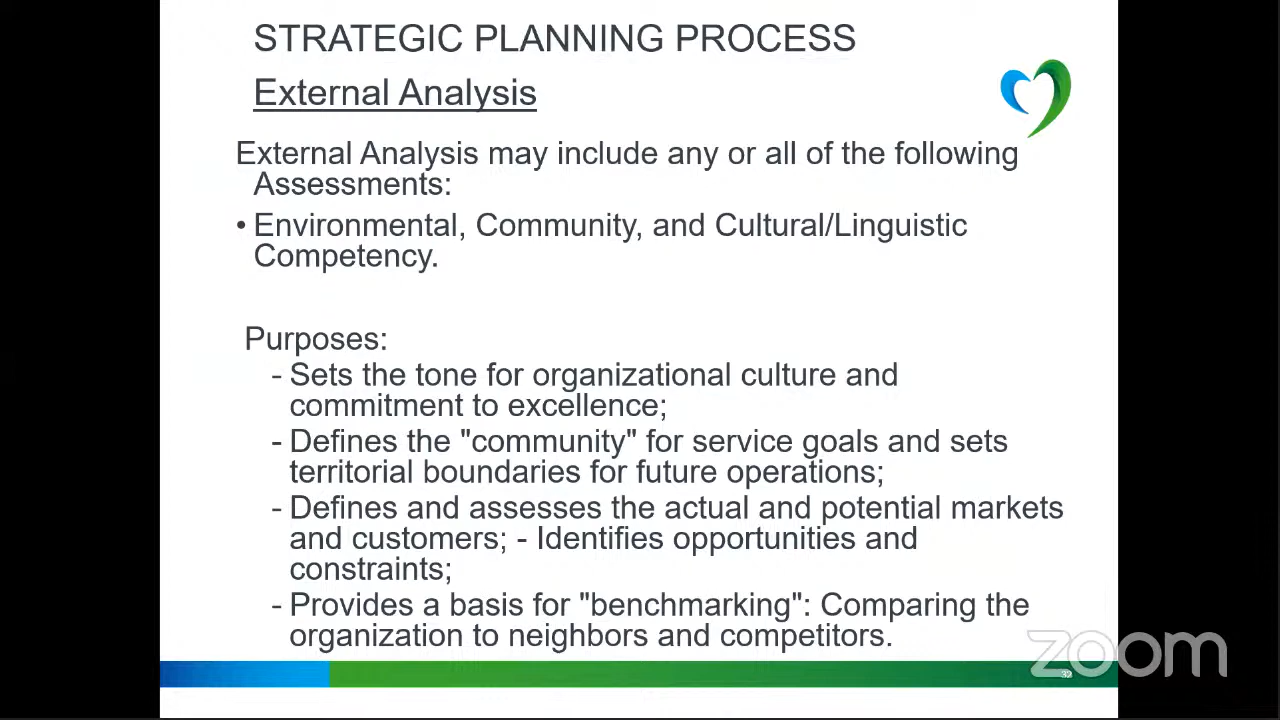 STRATEGIC PLANNING PROCESS
External Analysis
External Analysis may include any or all of the following
Assessments:
• Environmental, Community, and Cultural/Linguistic
Competency.
Purposes:
- Sets the tone for organizational culture and
commitment to excellence;
- Defines the "community" for service goals and sets
territorial boundaries for future operations;
- Defines and assesses the actual and potential markets
and customers; - Identifies opportunities and
constraints;
- Provides a basis for "benchmarking": Comparing the
organization to neighbors and competitors.
zoom
32